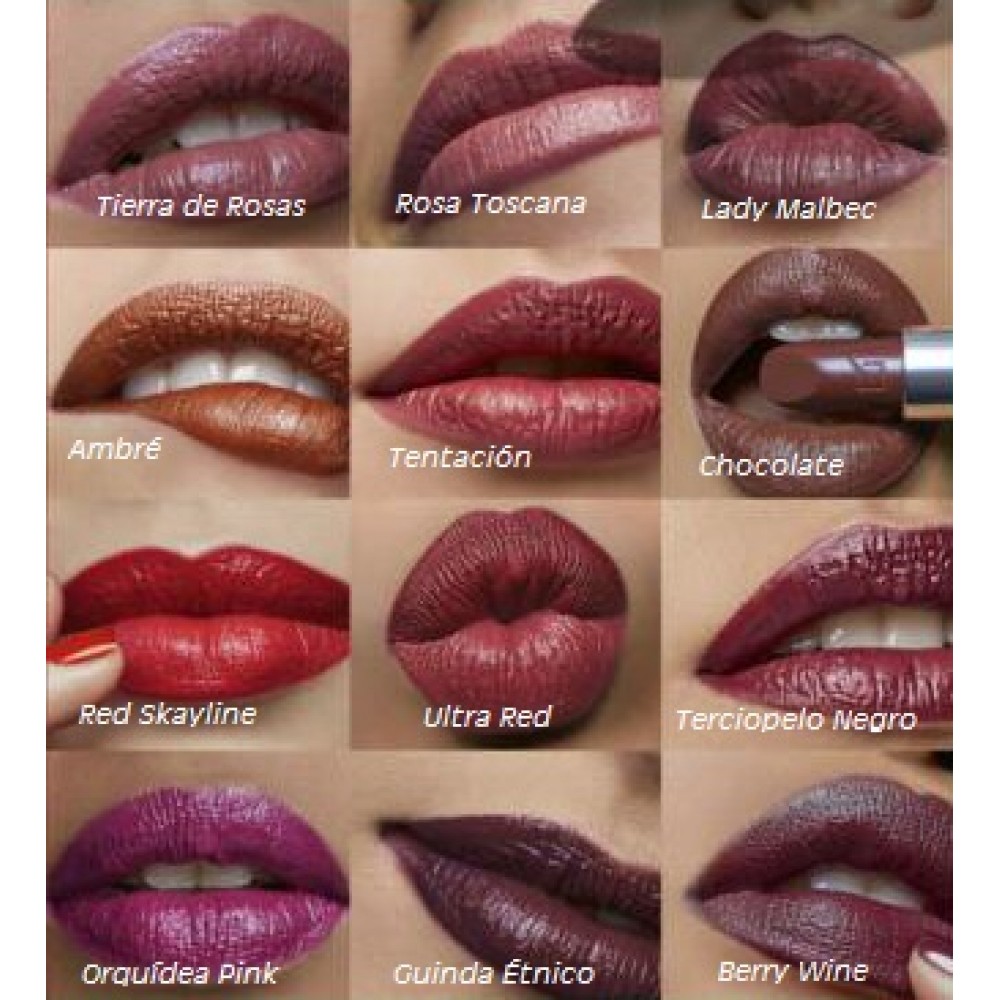 Tierra de Rosas
Rosa Toscana
Lady Malbec
Ambré
Tentación
Chocolate
Red Skayline
Ultra Red
Terciopelo Negro
Orquídea Pink
Guinda Étnico
Berry Wine